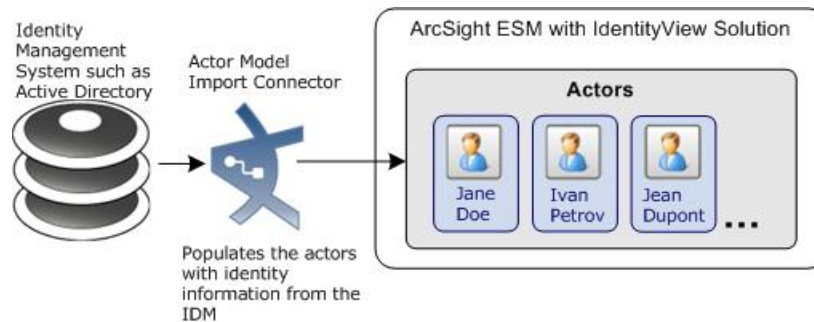 Identity
Management
System such as
Active Directory
Actor Model
Import Connector
Populates the actors
with identity
information from the
IDM
ArcSight ESM with IdentityView Solution
Actors
Jane
Doe
Ivan
Petrov
Jean
Dupont
...